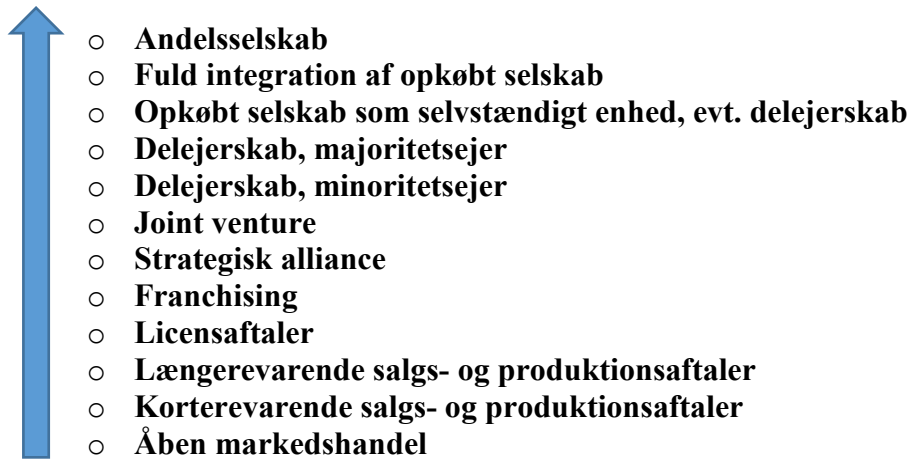 o Andelsselskab
o Fuld integration af opkøbt selskab
o Opkøbt selskab som selvstændigt enhed, evt. delejerskab
o Delejerskab, majoritetsejer
o Delejerskab, minoritetsejer
o Joint venture
o Strategisk alliance
o Franchising
o Licensaftaler
o Længerevarende salgs- og produktionsaftaler
o Korterevarende salgs- og produktionsaftaler
o Åben markedshandel